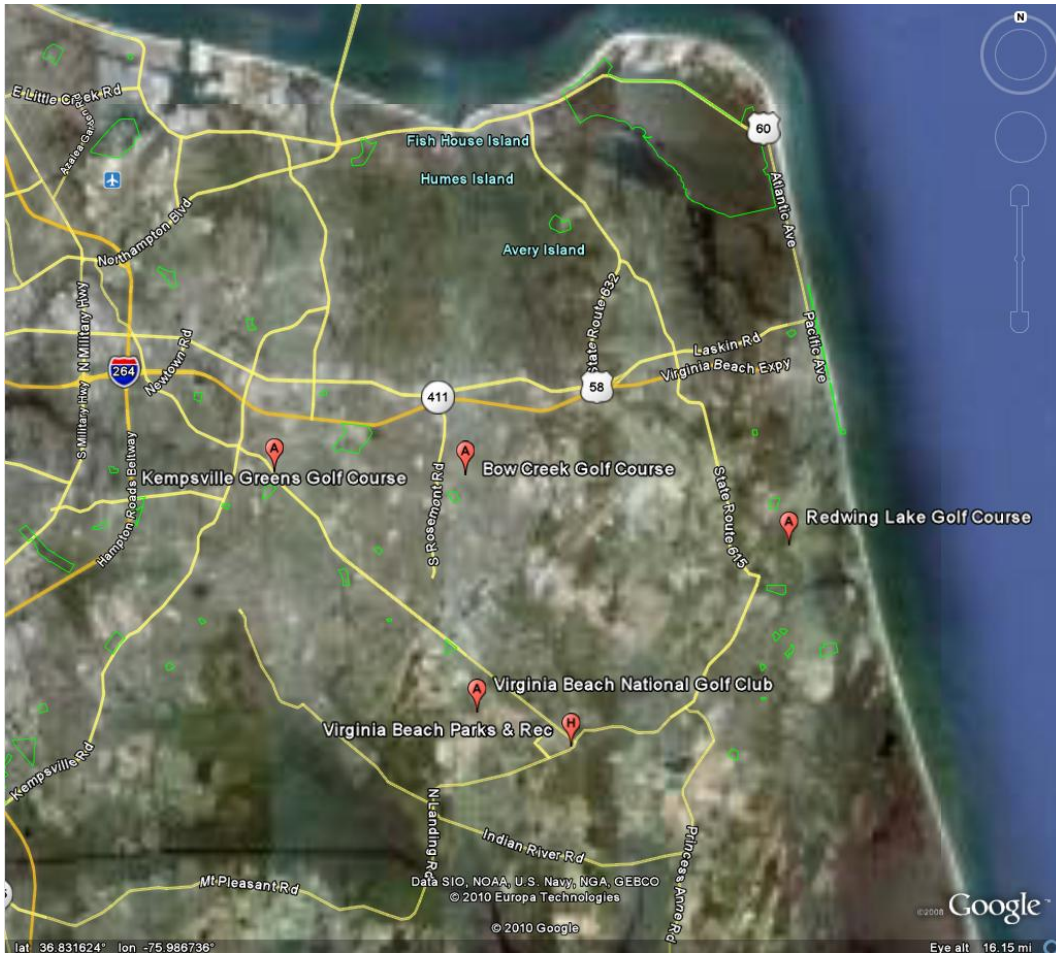 N
E Little Creek Rd
Azalea Garden Rd
60
Fish House Island
Humes Island
Atlantic Ave
Northampton Blvd
Avery Island
State Route 632
N Military Hwy
Pacific Ave
Laskin Rd
Virginia Beach Expy
264
Newtown Rd
58
411
S Military Hwy
A
Kempsville Greens Golf Course
A
Bow Creek Golf Course
Hampton Roads Beltway
S Rosemont Rd
State Route 615
A
Redwing Lake Golf Course
A
Virginia Beach National Golf Club
Virginia Beach Parks & Rec
H
Kempsville Rd
N Landing Rd
Indian River Rd
Princess Anne Rd
Mt Pleasant Rd
Data SIO, NOAA, U.S. Navy, NGA, GEBCO
© 2010 Europa Technologies
© 2010 Google
©2008 Google
lat 36.831624° lon -75.986736°
Eye alt 16.15 mi